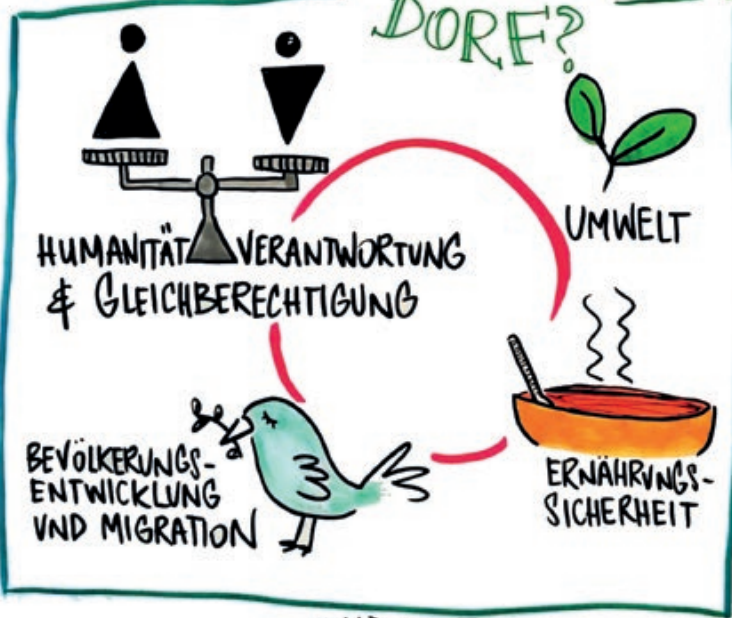 DORF?
HUMANITÄT VERANTWORTUNG
& GLEICHBERECHTIGUNG
UMWELT
ERNÄHRUNGS-
SICHERHEIT
BEVÖLKERUNGS-
ENTWICKLUNG
UND MIGRATION